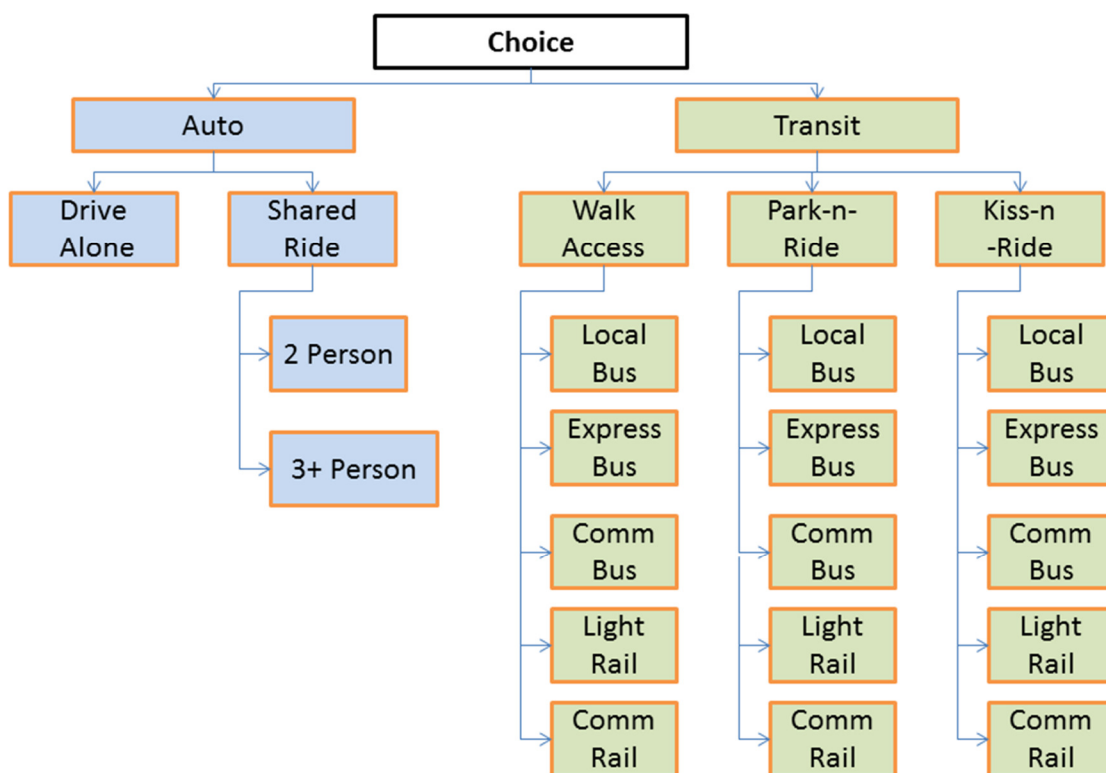 Choice
Auto
Transit
Drive
Alone
Shared
Ride
Walk
Access
Park-n-
Ride
Kiss-n
-Ride
2 Person
3+ Person
Local
Bus
Express
Bus
Comm
Bus
Light
Rail
Comm
Rail
Local
Bus
Express
Bus
Comm
Bus
Light
Rail
Comm
Rail
Local
Bus
Express
Bus
Comm
Bus
Light
Rail
Comm
Rail